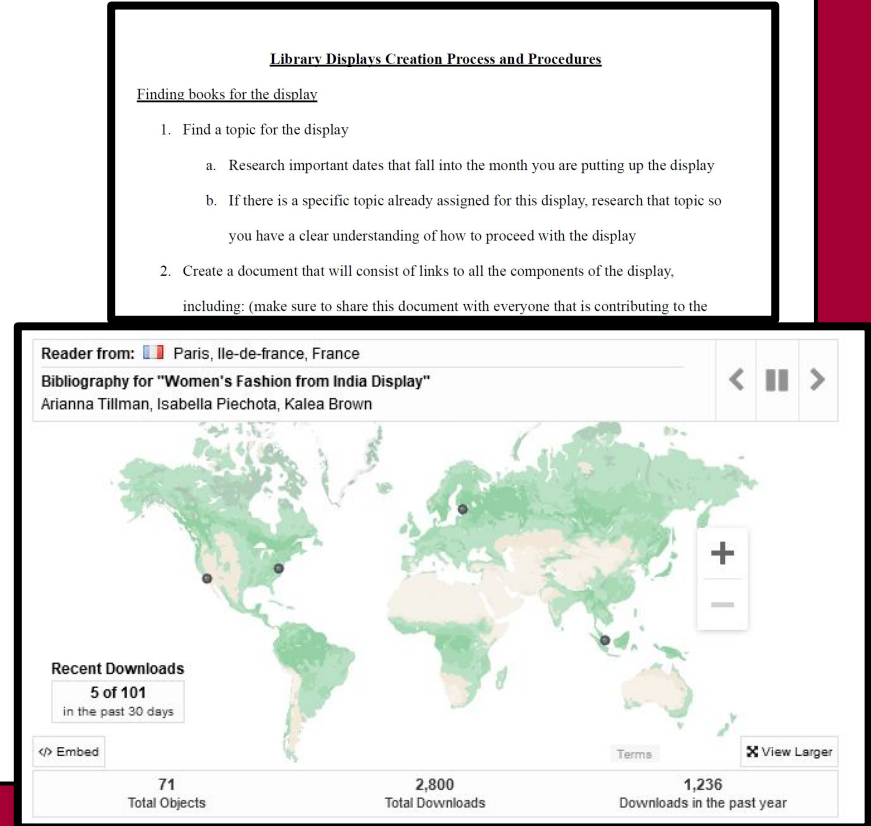 Library Displays Creation Process and Procedures
Finding books for the display
1. Find a topic for the display
a. Research important dates that fall into the month you are putting up the display
b. If there is a specific topic already assigned for this display, research that topic so
you have a clear understanding of how to proceed with the display
2. Create a document that will consist of links to all the components of the display,
including: (make sure to share this document with everyone that is contributing to the
Reader from: Paris, Ile-de-france, France
Bibliography for "Women's Fashion from India Display"
Arianna Tillman, Isabella Piechota, Kalea Brown
+
−
Recent Downloads
5 of 101
in the past 30 days
</> Embed
Terms
View Larger
71
Total Objects
2,800
Total Downloads
1,236
Downloads in the past year